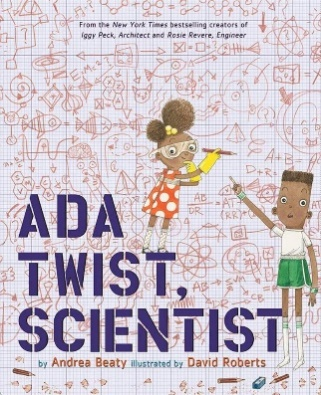 From the New York Times bestselling creators of
Iggy Peck, Architect and Rosie Revere, Engineer
ADA
TWIST,
SCIENTIST
by Andrea Beaty illustrated by David Roberts